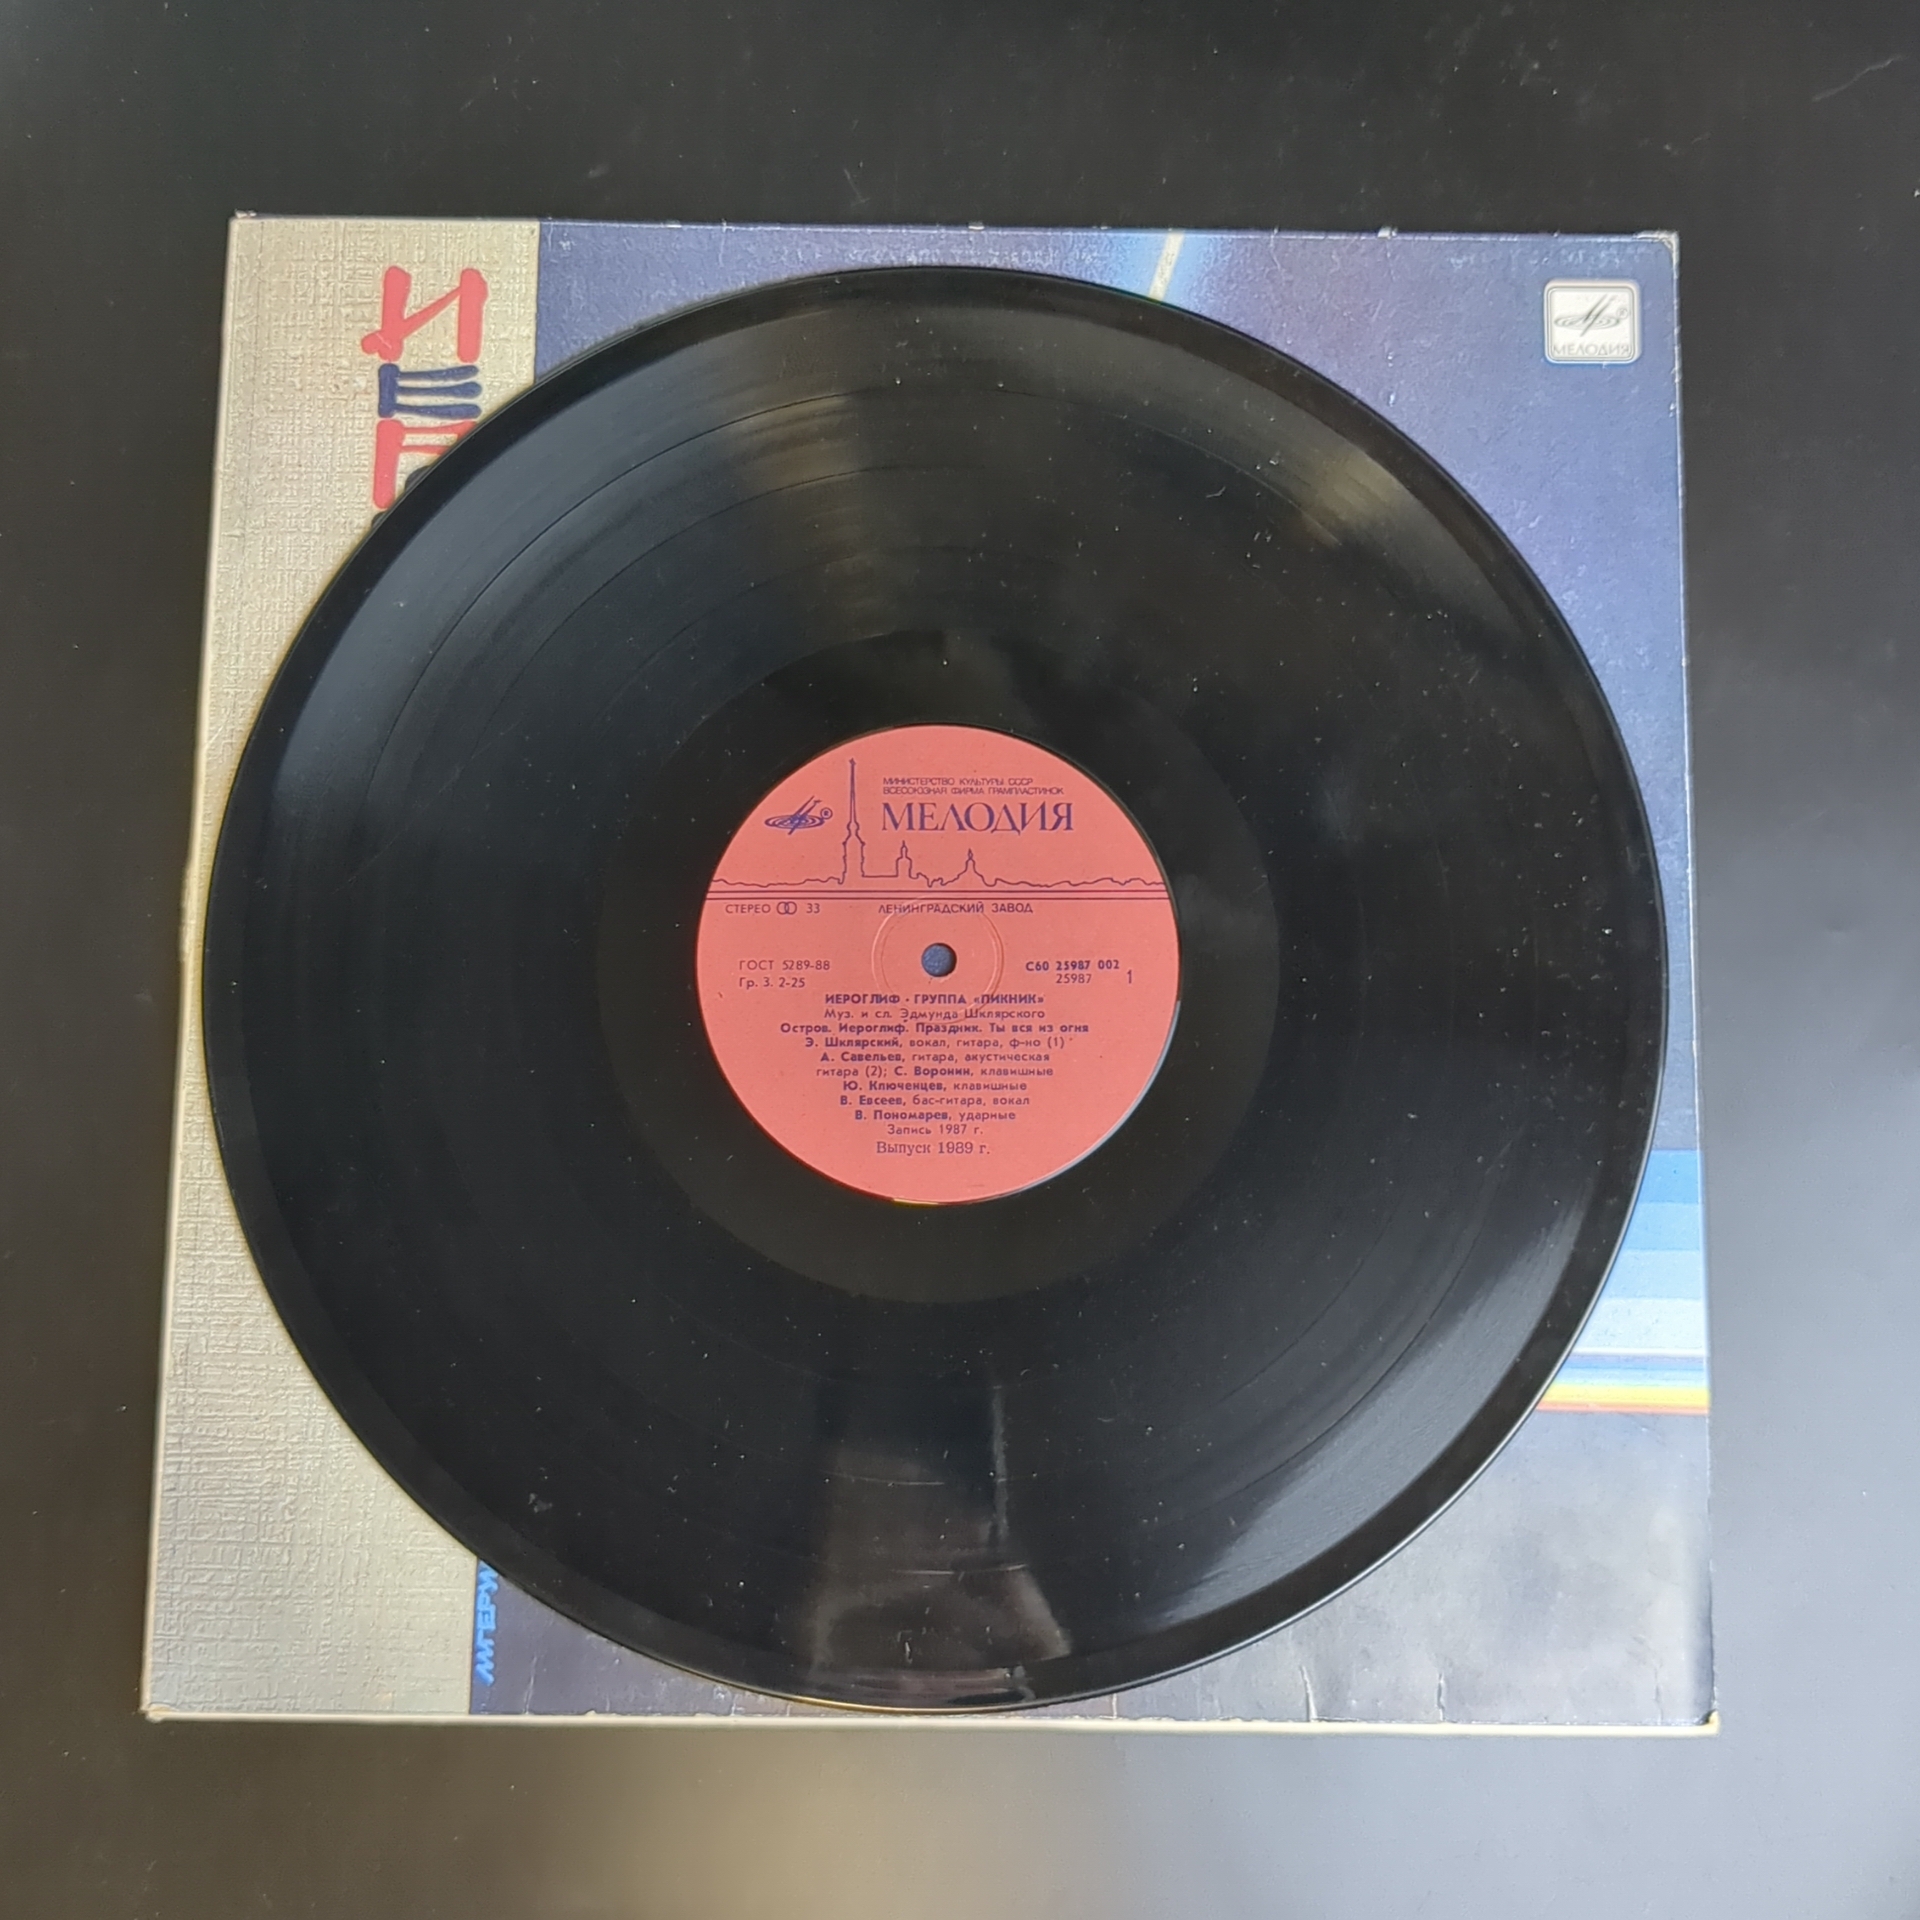 МЕЛОДИЯ
МИНИСТЕРСТВО КУЛЬТУРЫ СССР
ВСЕСОЮЗНАЯ ФИРМА ГРАМПЛАСТИНОК
МЕЛОДИЯ
СТЕРЕО 33 ЛЕНИНГРАДСКИЙ ЗАВОД
ГОСТ 5289-88 С60 25987 002
Гр. 3. 2-25 25987 1
ИЕРОГЛИФ · ГРУППА «ПИКНИК»
Муз. и сл. Эдмунда Шклярского
Остров. Иероглиф. Праздник. Ты вся из огня
Э. Шклярский, вокал, гитара, ф-но (1)
А. Савельев, гитара, акустическая
гитара (2); С. Воронин, клавишные
Ю. Ключенцев, клавишные
В. Евсеев, бас-гитара, вокал
В. Пономарев, ударные
Запись 1987 г.
Выпуск 1989 г.